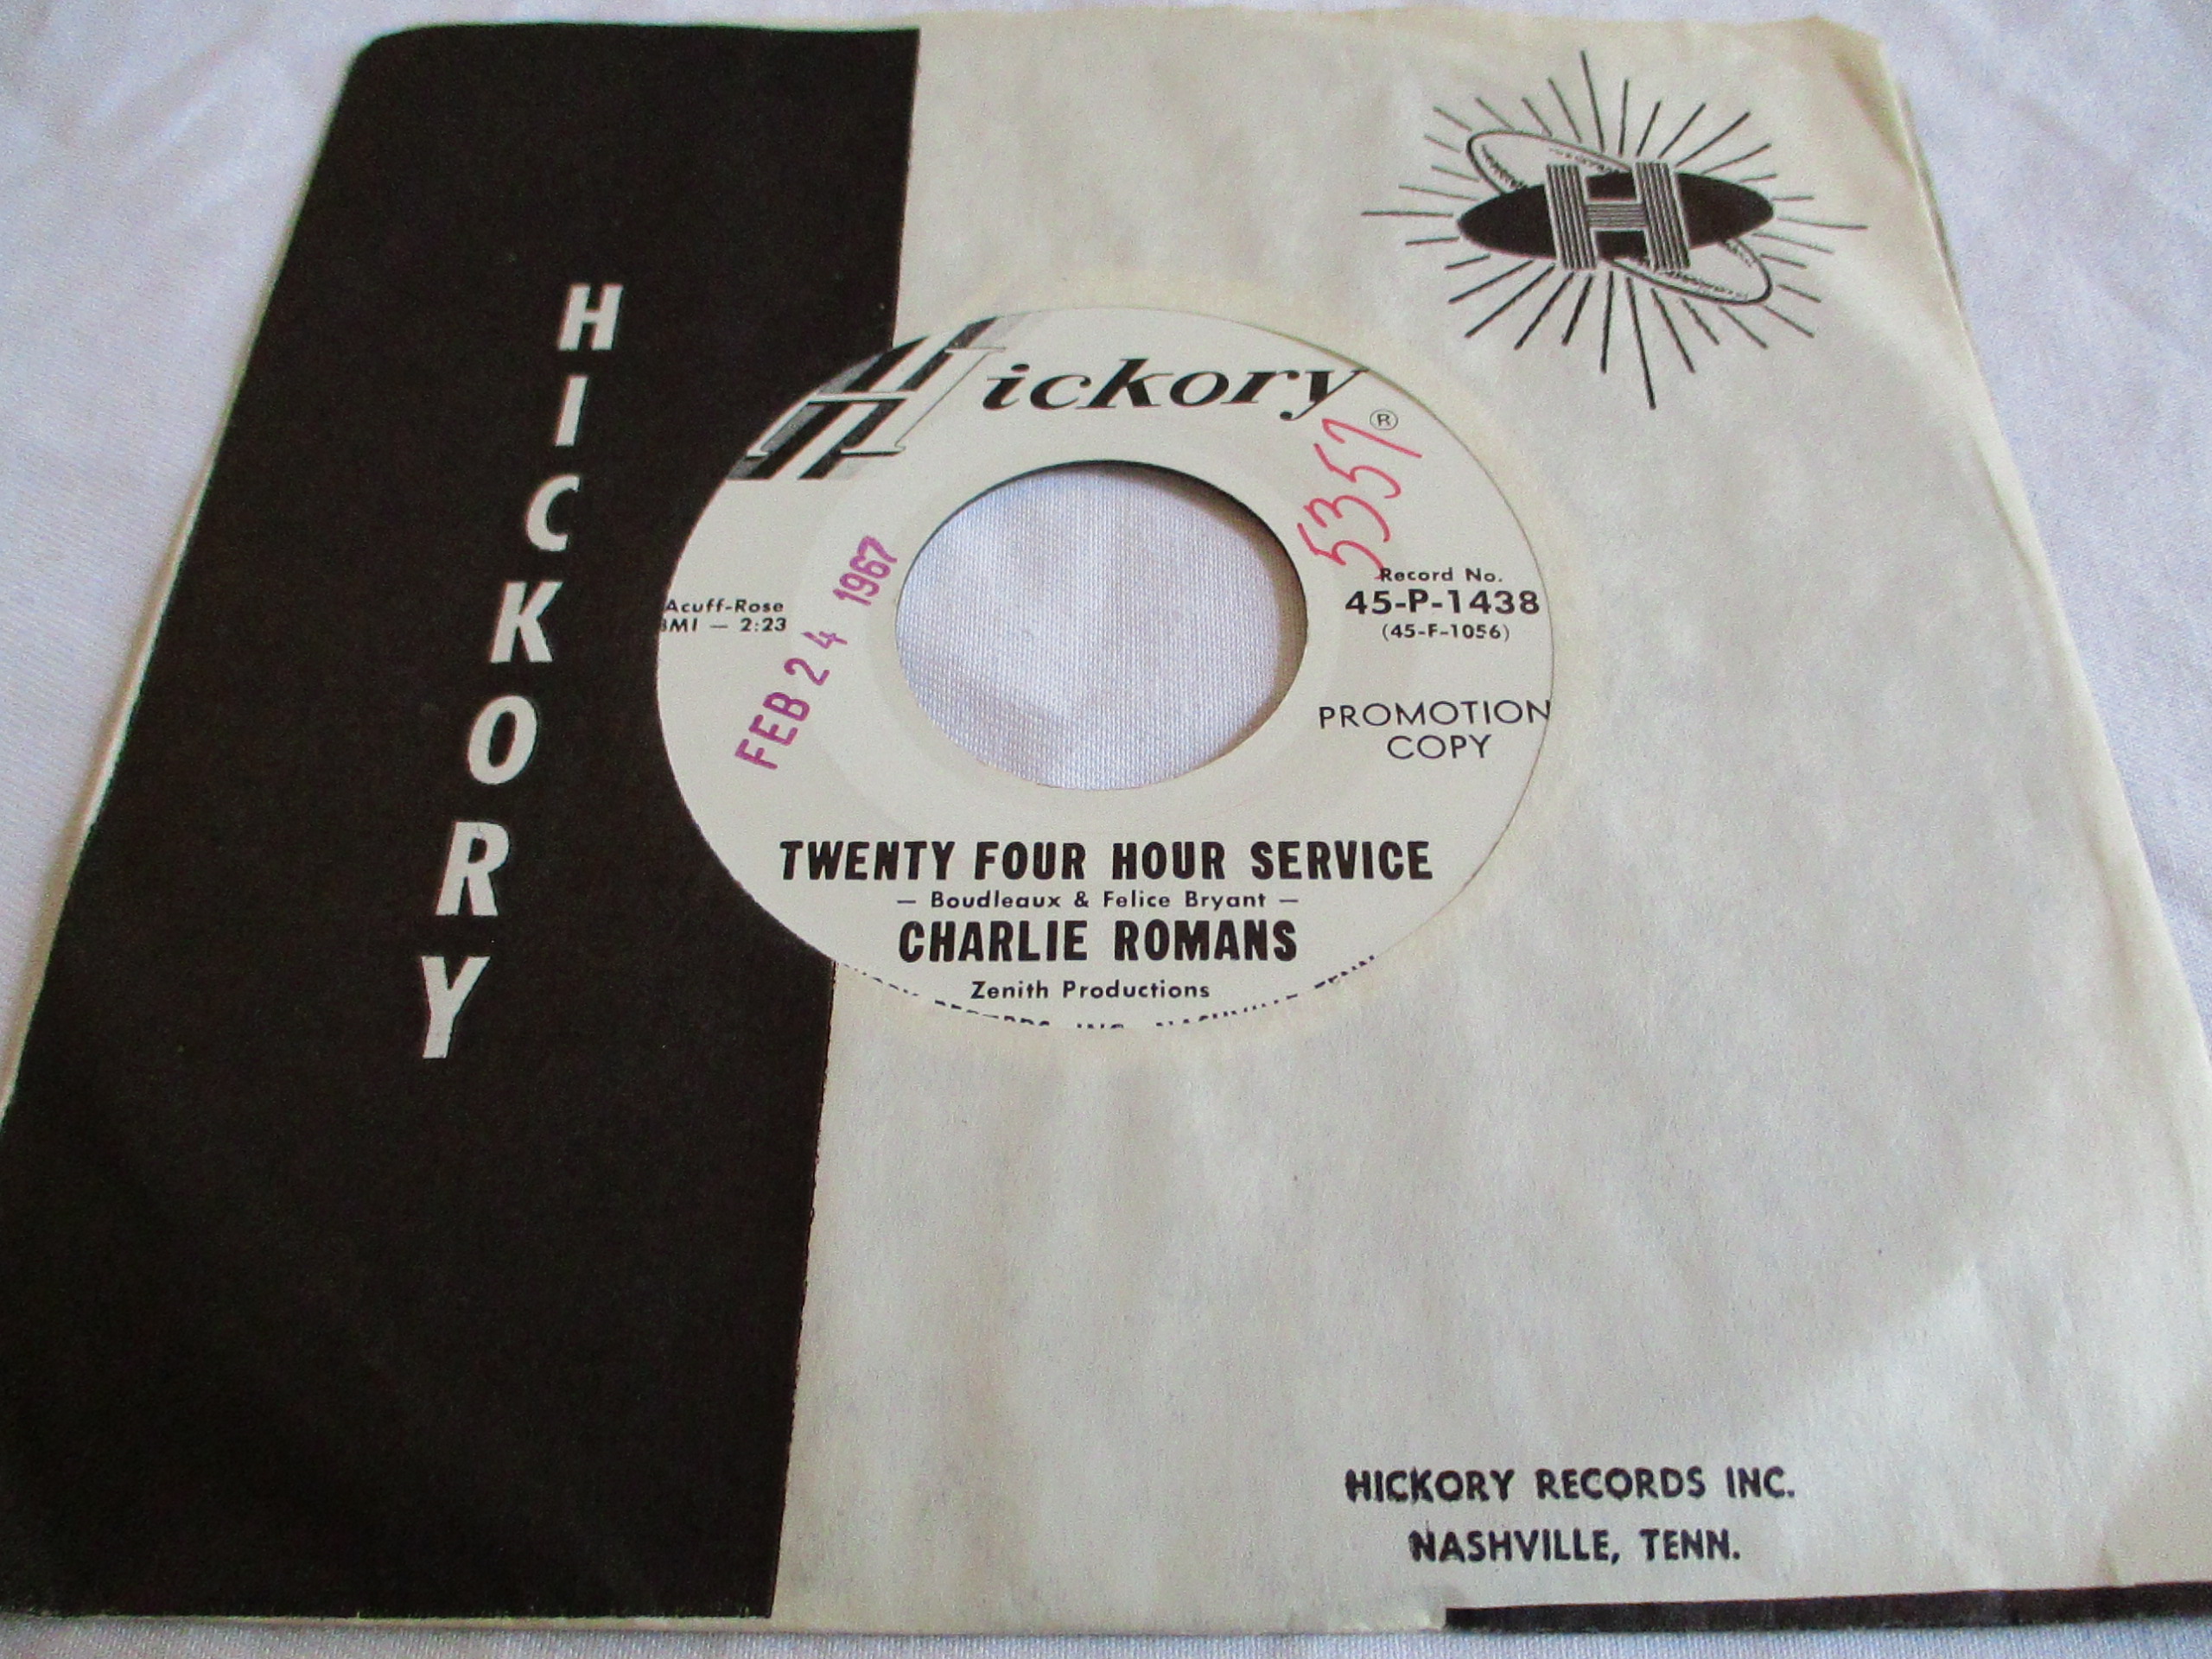 HICKORY
H
Hickory ®
5357
FEB 24 1967
Acuff-Rose
BMI — 2:23
Record No.
45-P-1438
(45-F-1056)
PROMOTION
COPY
TWENTY FOUR HOUR SERVICE
— Boudleaux & Felice Bryant —
CHARLIE ROMANS
Zenith Productions
HICKORY RECORDS INC.
NASHVILLE, TENN.